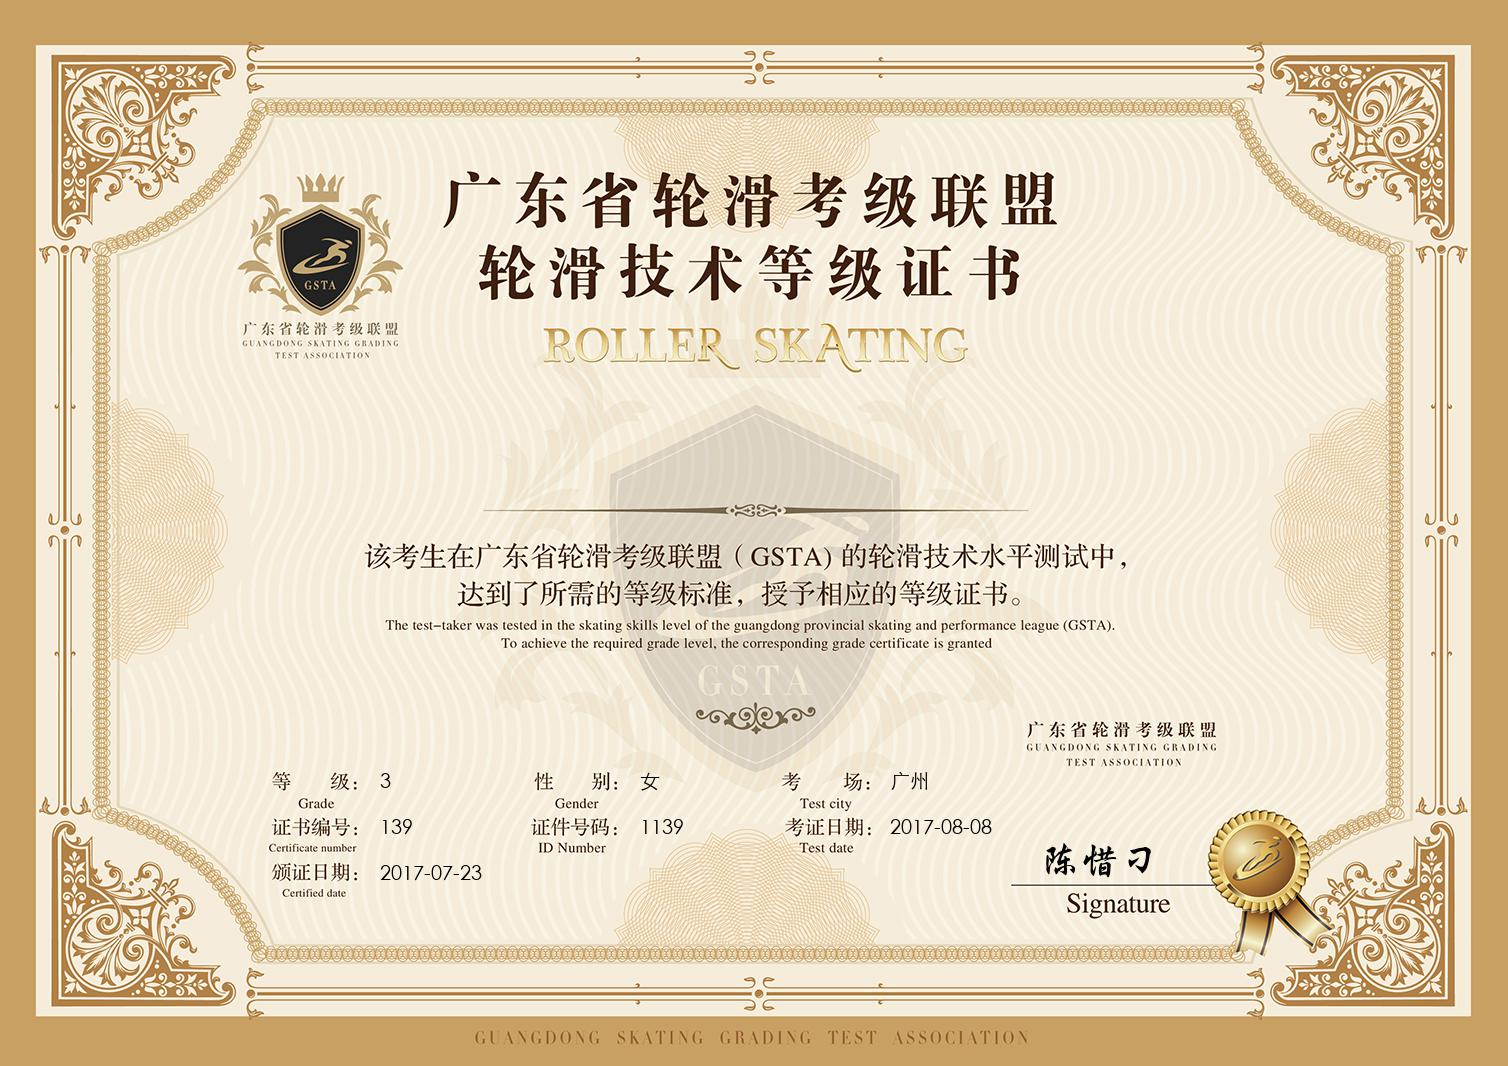 广东省轮滑考级联盟
轮滑技术等级证书
ROLLER SKATING
GSTA
广东省轮滑考级联盟
GUANGDONG SKATING GRADING
TEST ASSOCIATION
该考生在广东省轮滑考级联盟（GSTA）的轮滑技术水平测试中，
达到了所需的等级标准，授予相应的等级证书。
The test-taker was tested in the skating skills level of the guangdong provincial skating and performance league (GSTA).
To achieve the required grade level, the corresponding grade certificate is granted
GSTA
广东省轮滑考级联盟
GUANGDONG SKATING GRADING
TEST ASSOCIATION
等 级： 3 性 别： 女 考 场： 广州
Grade Gender Test city
证书编号： 139 证件号码： 1139 考证日期： 2017-08-08
Certificate number ID Number Test date
颁证日期： 2017-07-23
Certified date
陈惜刁
Signature
GUANGDONG SKATING GRADING TEST ASSOCIATION